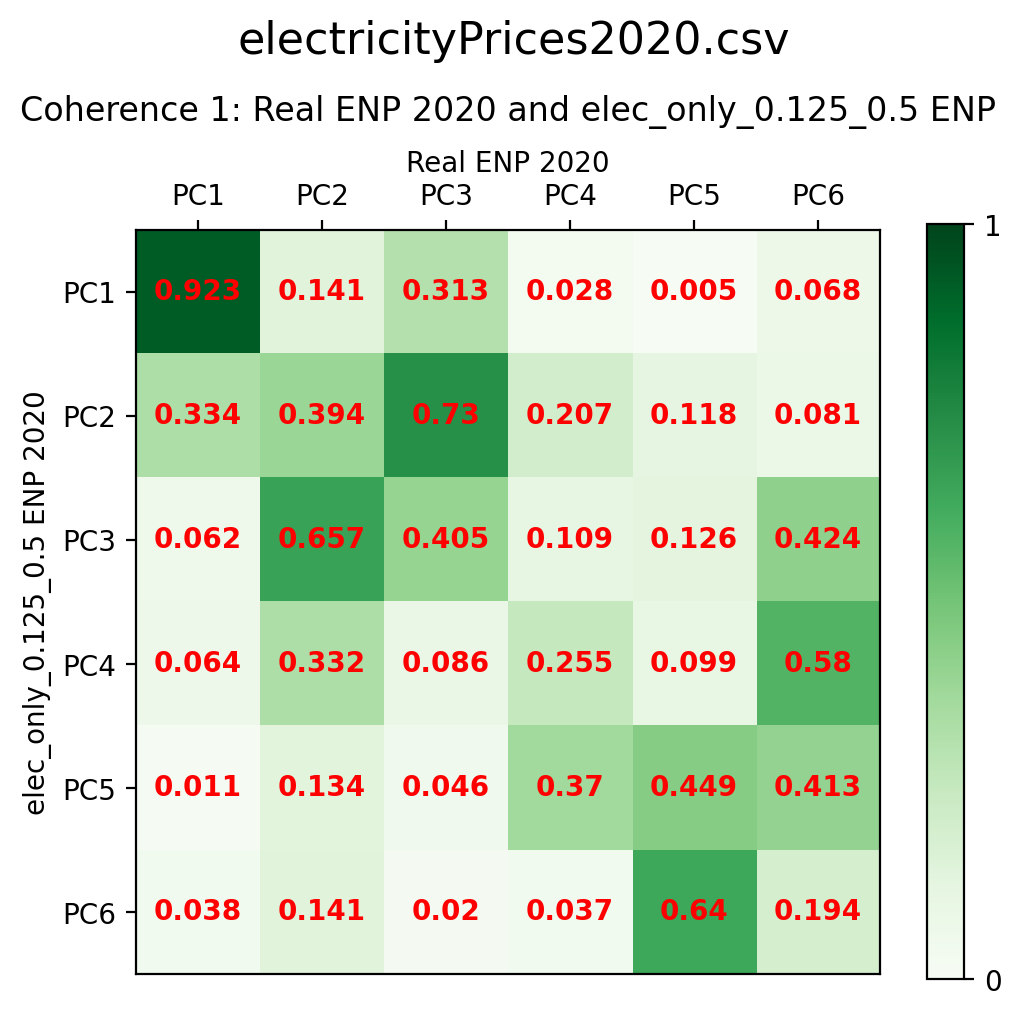 electricityPrices2020.csv
Coherence 1: Real ENP 2020 and elec_only_0.125_0.5 ENP
Real ENP 2020
PC1 PC2 PC3 PC4 PC5 PC6
elec_only_0.125_0.5 ENP 2020
PC1 0.923 0.141 0.313 0.028 0.005 0.068
PC2 0.334 0.394 0.73 0.207 0.118 0.081
PC3 0.062 0.657 0.405 0.109 0.126 0.424
PC4 0.064 0.332 0.086 0.255 0.099 0.58
PC5 0.011 0.134 0.046 0.37 0.449 0.413
PC6 0.038 0.141 0.02 0.037 0.64 0.194
1
0